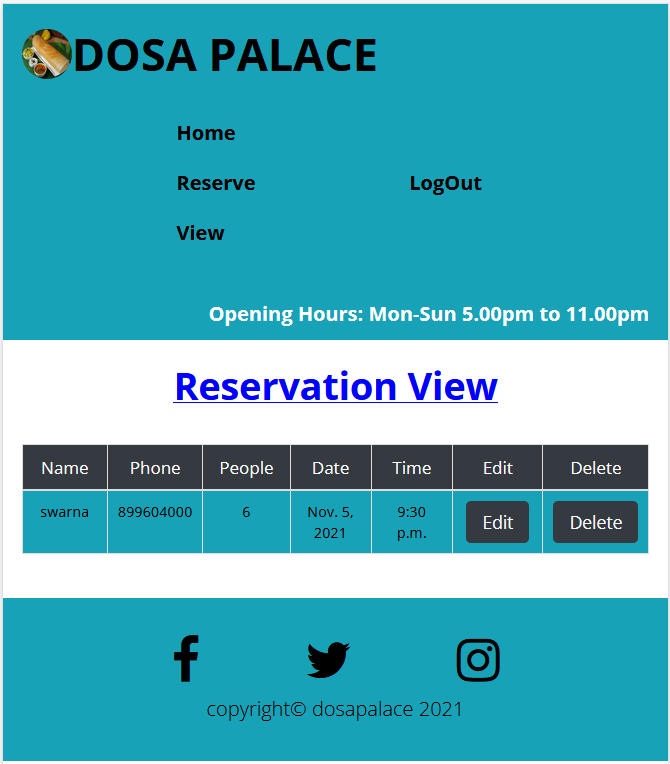 DOSA PALACE
Home
Reserve LogOut
View
Opening Hours: Mon-Sun 5.00pm to 11.00pm
Reservation View
Name Phone People Date Time Edit Delete
swarna 899604000 6 Nov. 5, 2021 9:30 p.m. Edit Delete
copyright© dosapalace 2021